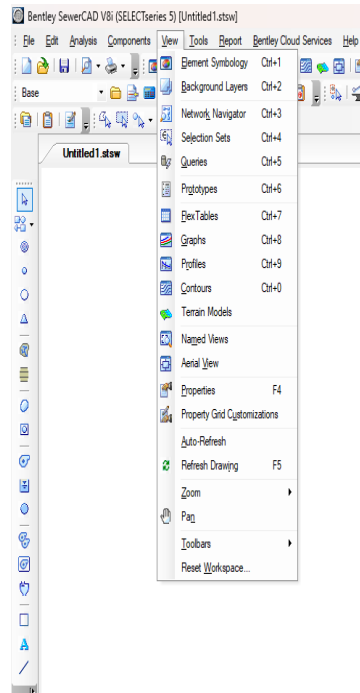 Bentley SewerCAD V8i (SELECTseries 5) [Untitled1.stsw]
File Edit Analysis Components View Tools Report Bentley Cloud Services Help
Base
Untitled1.stsw
Element Symbology Ctrl+1
Background Layers Ctrl+2
Network Navigator Ctrl+3
Selection Sets Ctrl+4
Queries Ctrl+5
Prototypes Ctrl+6
FlexTables Ctrl+7
Graphs Ctrl+8
Profiles Ctrl+9
Contours Ctrl+0
Terrain Models
Named Views
Aerial View
Properties F4
Property Grid Customizations
Auto-Refresh
Refresh Drawing F5
Zoom
Pan
Toolbars
Reset Workspace...
A